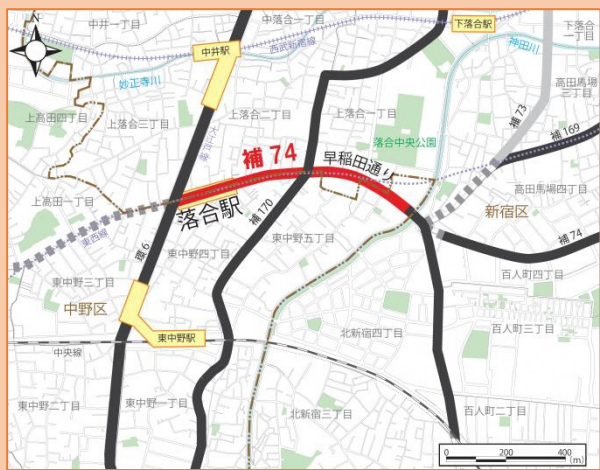 中井一丁目
中落合一丁目
下落合駅
下落合一丁目
中井駅
西武新宿線
神田川
妙正寺川
高田馬場三丁目
上高田四丁目
上落合三丁目
上落合二丁目
上落合一丁目
補73
落合中央公園
補169
大江戸線
補74
早稲田通り
高田馬場四丁目
上高田一丁目
落合駅
補170
新宿区
東西線
環6
東中野四丁目
東中野五丁目
補74
百人町四丁目
東中野三丁目
中野区
東中野駅
北新宿四丁目
百人町三丁目
中央線
東中野二丁目
東中野一丁目
北新宿三丁目
百人町二丁目
0 200 400
(m)